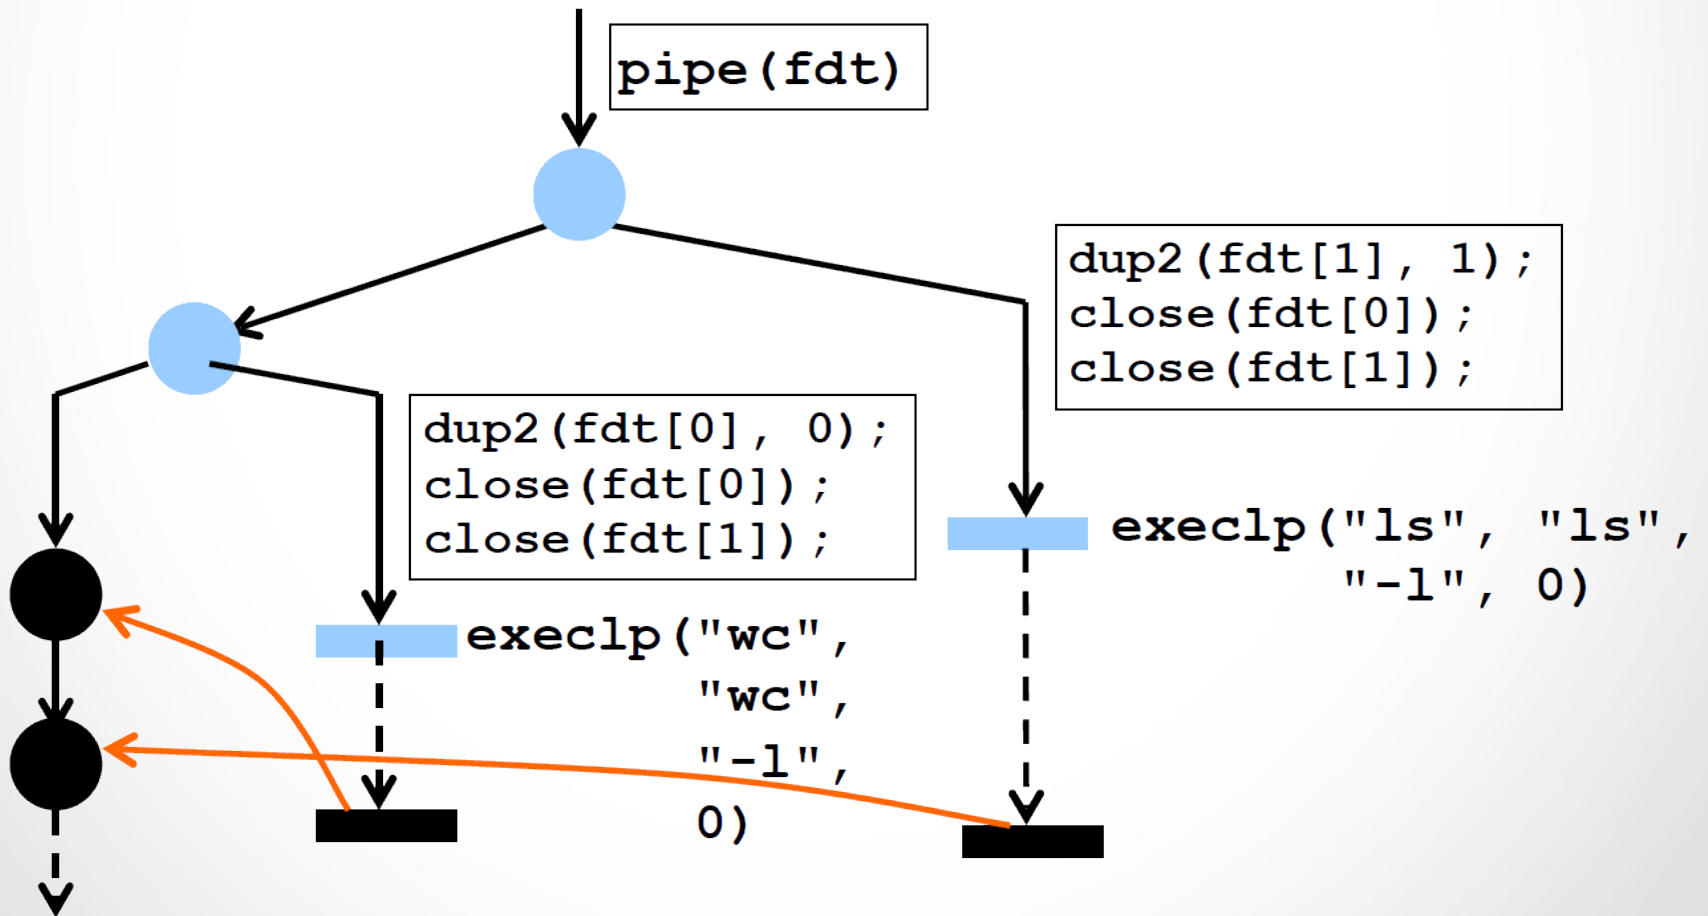 pipe(fdt)
dup2(fdt[1], 1);
close(fdt[0]);
close(fdt[1]);
dup2(fdt[0], 0);
close(fdt[0]);
close(fdt[1]);
execlp("ls", "ls",
"-l", 0)
execlp("wc",
"wc",
"-l",
0)